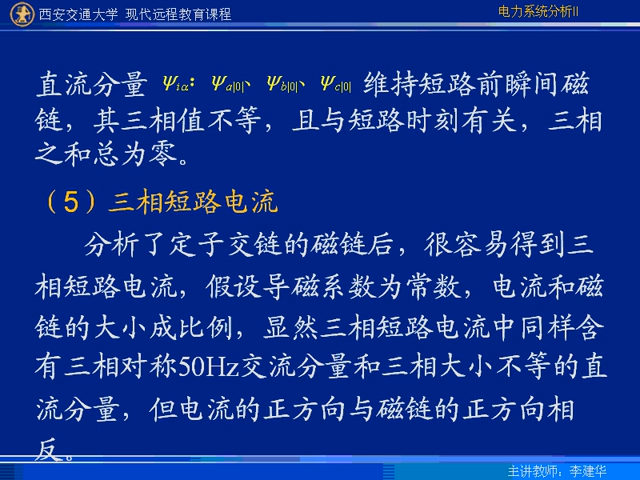 西安交通大学 现代远程教育课程
电力系统分析II
直流分量 Ψiα：Ψa|0|、Ψb|0|、Ψc|0| 维持短路前瞬间磁
链，其三相值不等，且与短路时刻有关，三相
之和总为零。
（5）三相短路电流
分析了定子交链的磁链后，很容易得到三
相短路电流，假设导磁系数为常数，电流和磁
链的大小成比例，显然三相短路电流中同样含
有三相对称50Hz交流分量和三相大小不等的直
流分量，但电流的正方向与磁链的正方向相
反。
主讲教师：李建华